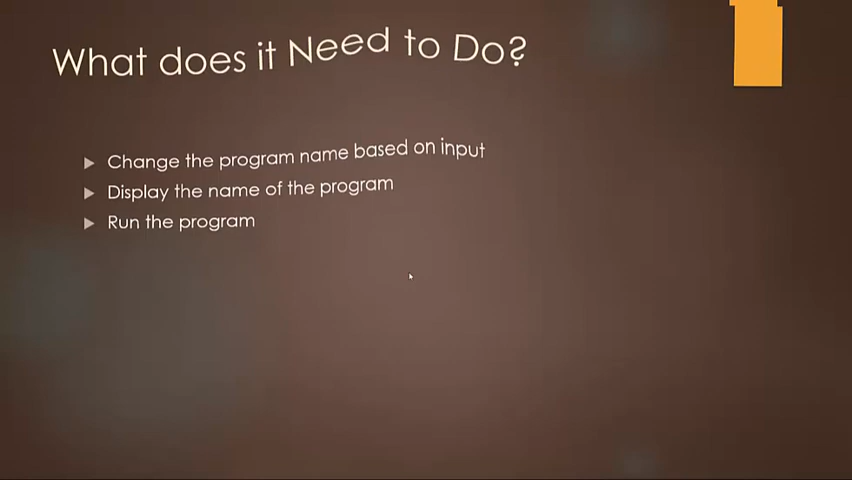 What does it Need to Do?
Change the program name based on input
Display the name of the program
Run the program